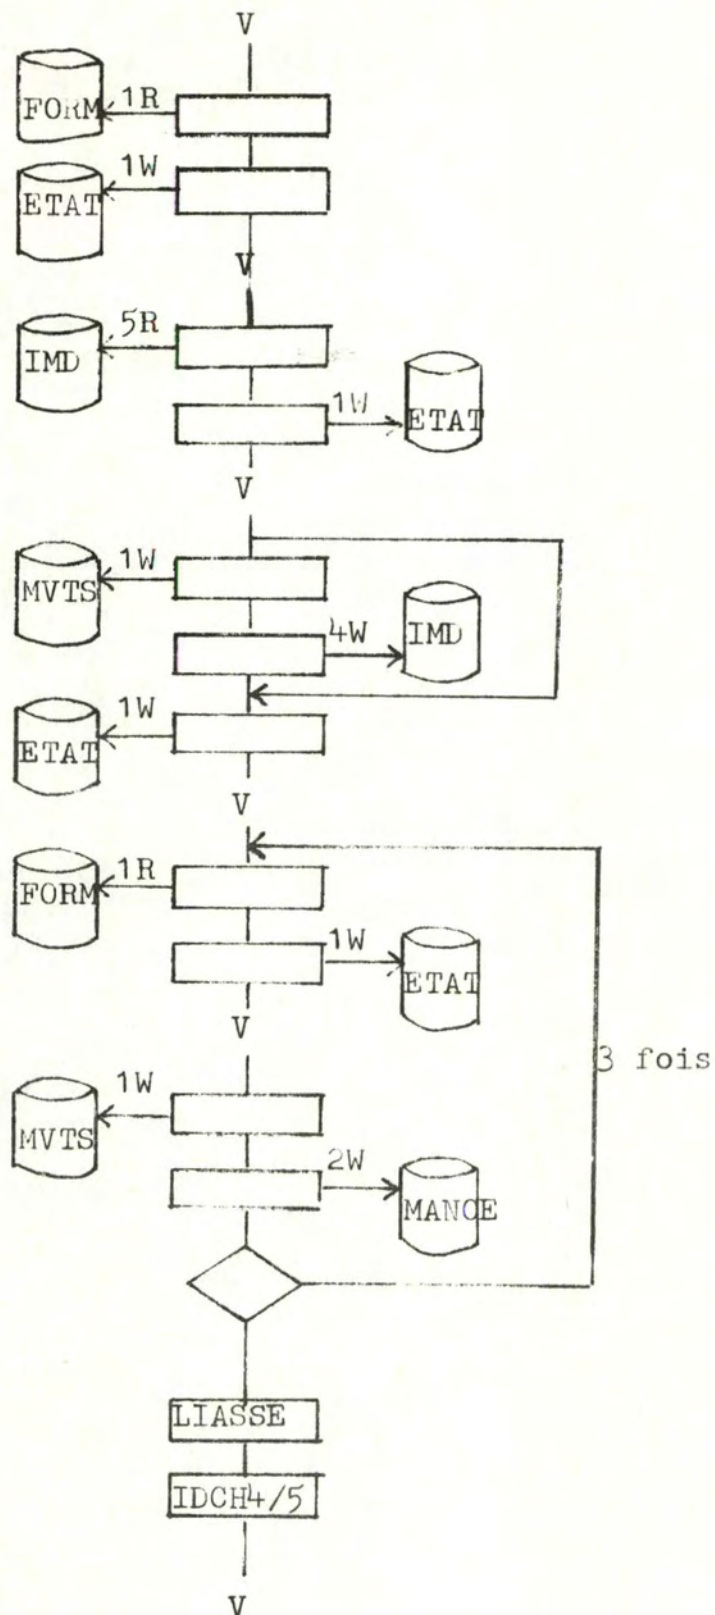 V
FORM 1R
ETAT 1W
V
IMD 5R
1W ETAT
V
MVTS 1W
4W IMD
ETAT 1W
V
FORM 1R
1W ETAT
V
3 fois
MVTS 1W
2W MANCE
LIASSE
IDCH4/5
V